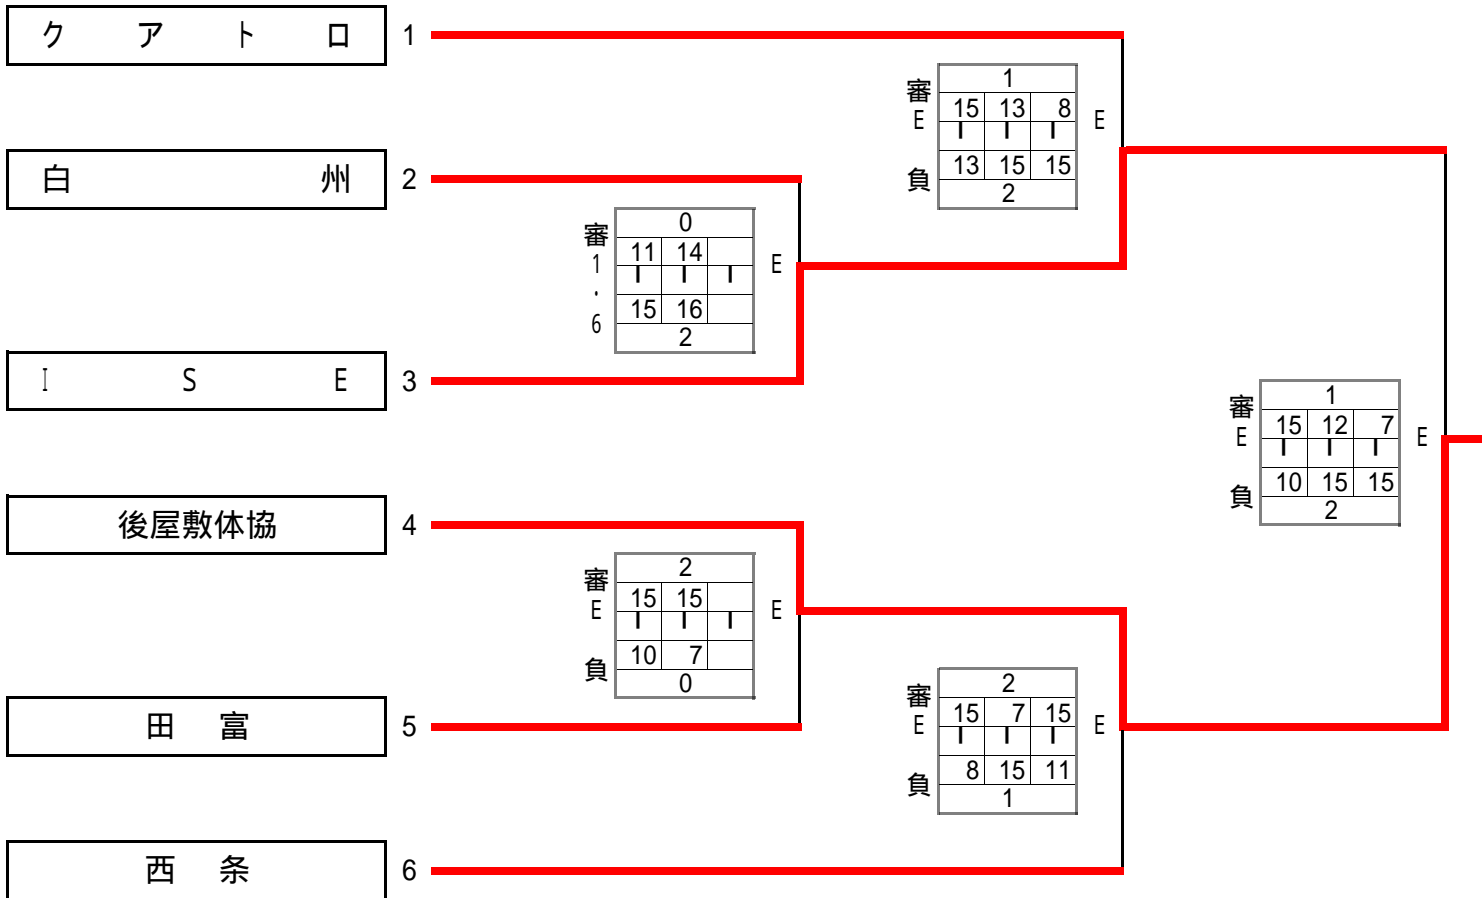 クアトロ 1
1
審 15 13 8
E | | | E
負 13 15 15
2
白州 2
0
審 11 14
1・6 | | | E
15 16
2
ISE 3
1
審 15 12 7
E | | | E
負 10 15 15
2
後屋敷体協 4
2
審 15 15
E | | | E
負 10 7
0
田富 5
2
審 15 7 15
E | | | E
負 8 15 11
1
西条 6